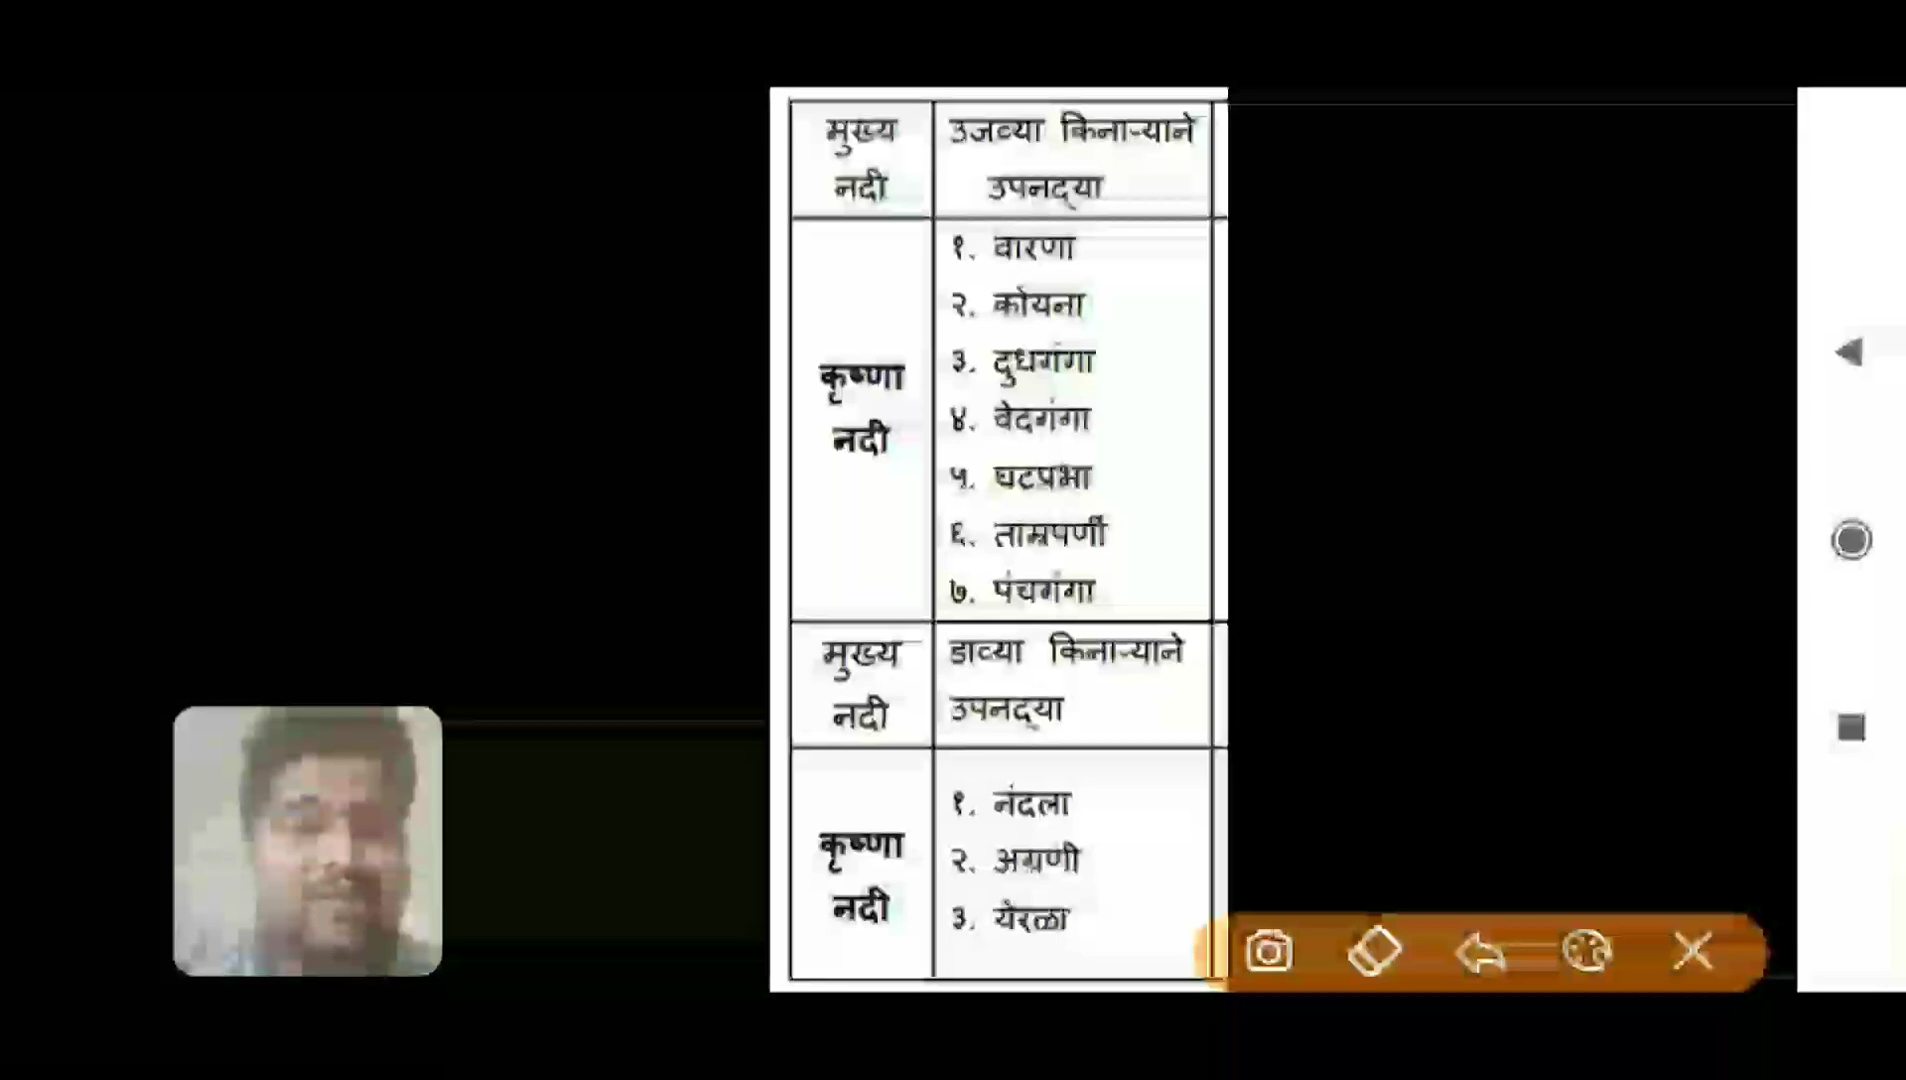 मुख्य नदी
उजव्या किनाऱ्याने उपनद्या
कृष्णा नदी
१. वारणा
२. कोयना
३. दुधगंगा
४. वेदगंगा
५. घटप्रभा
६. ताम्रपर्णी
७. पंचगंगा
मुख्य नदी
डाव्या किनाऱ्याने उपनद्या
कृष्णा नदी
१. नंदला
२. अग्रणी
३. येरळा